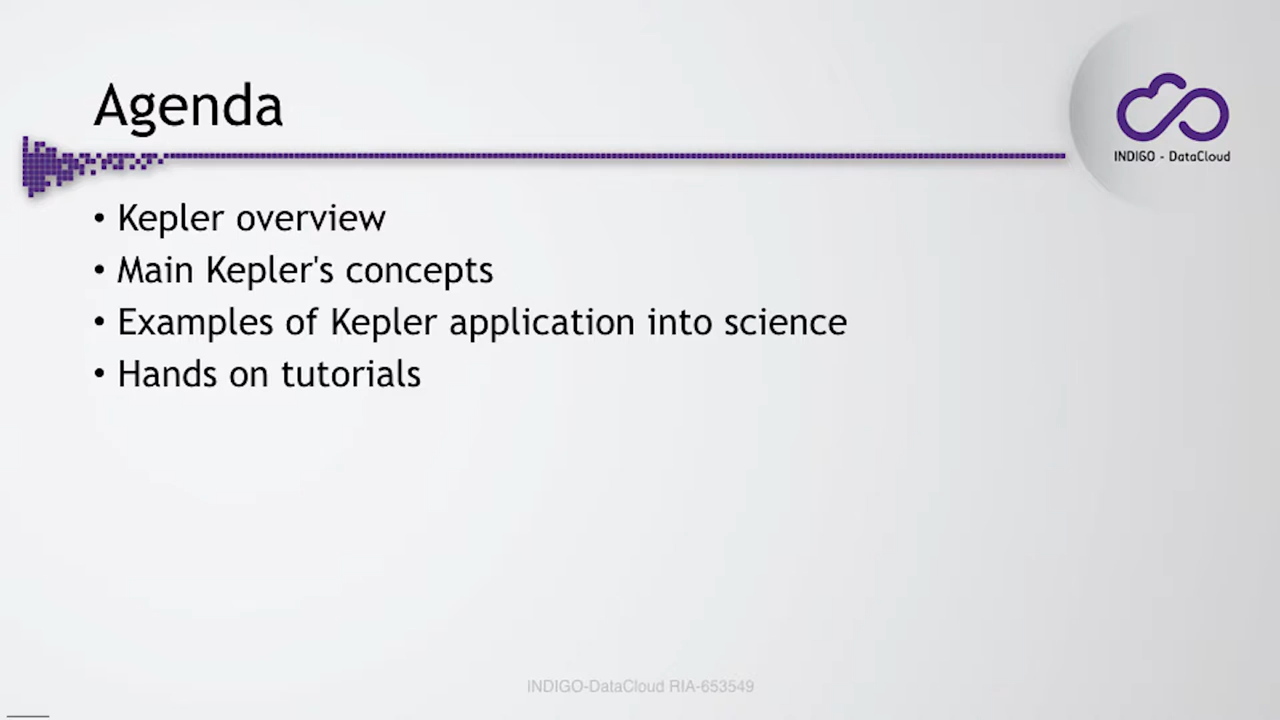 Agenda
INDIGO - DataCloud
• Kepler overview
• Main Kepler's concepts
• Examples of Kepler application into science
• Hands on tutorials
INDIGO-DataCloud RIA-653549